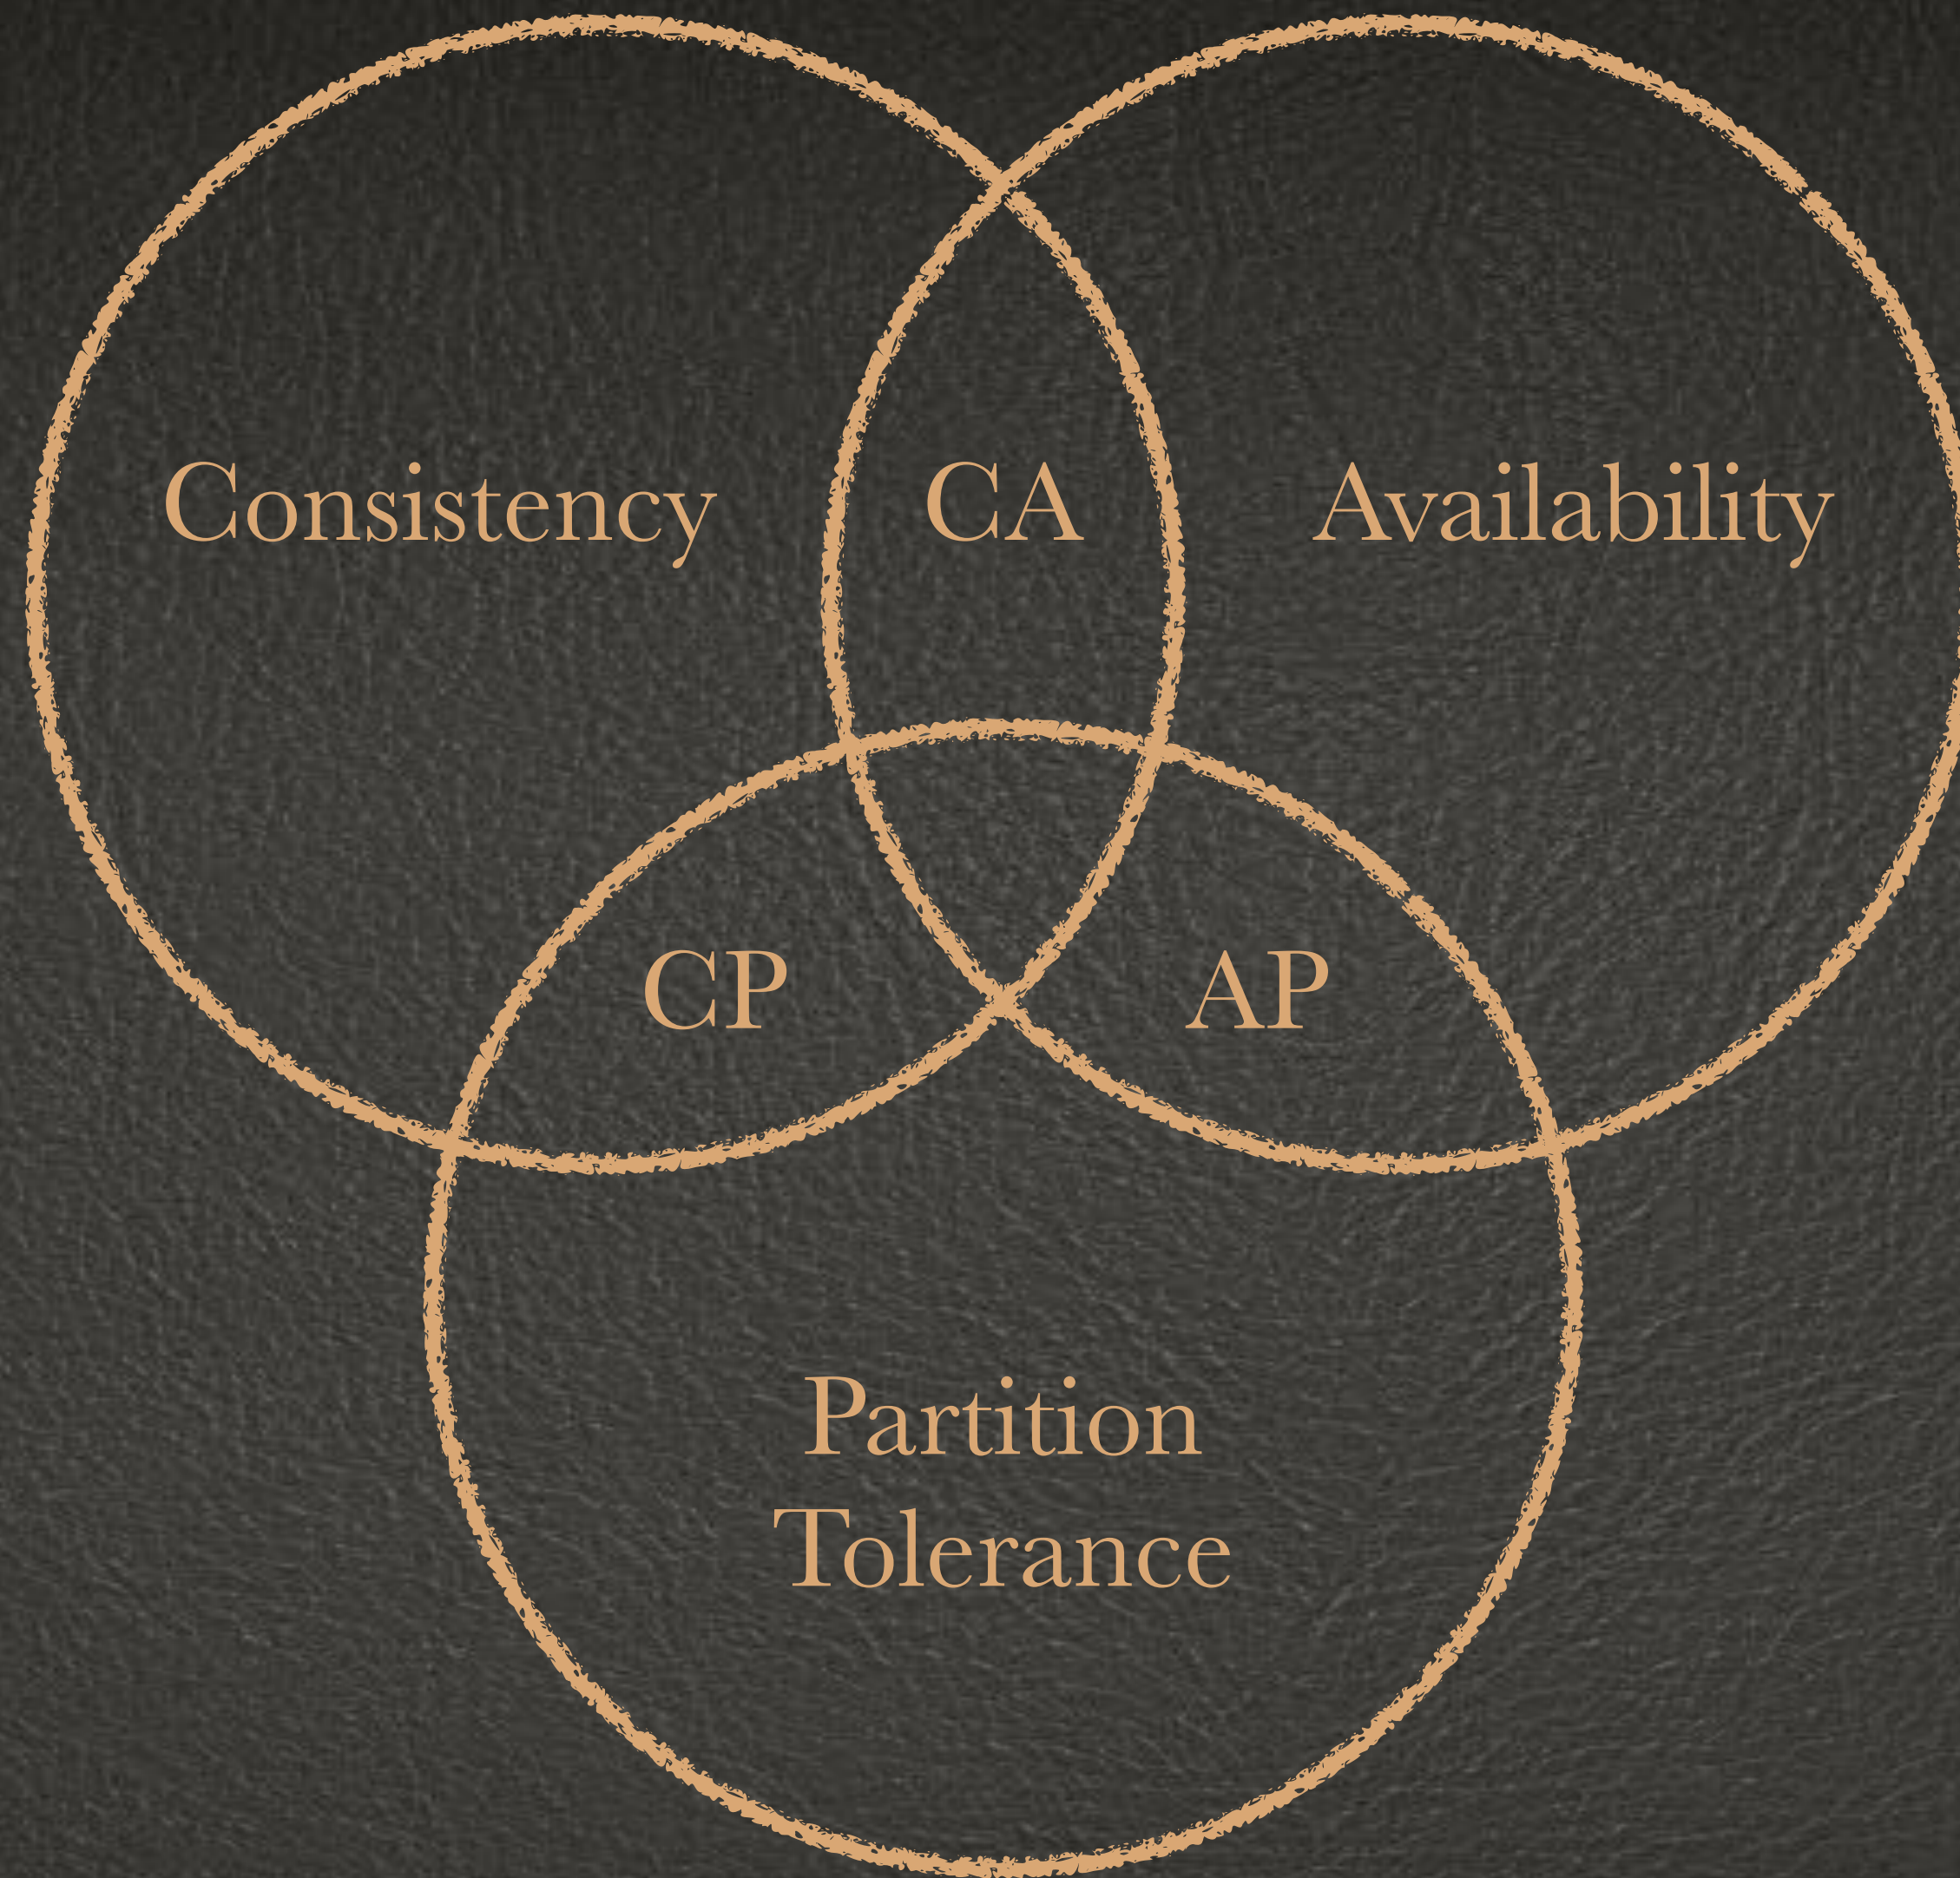 Consistency
CA
Availability
CP
AP
Partition
Tolerance